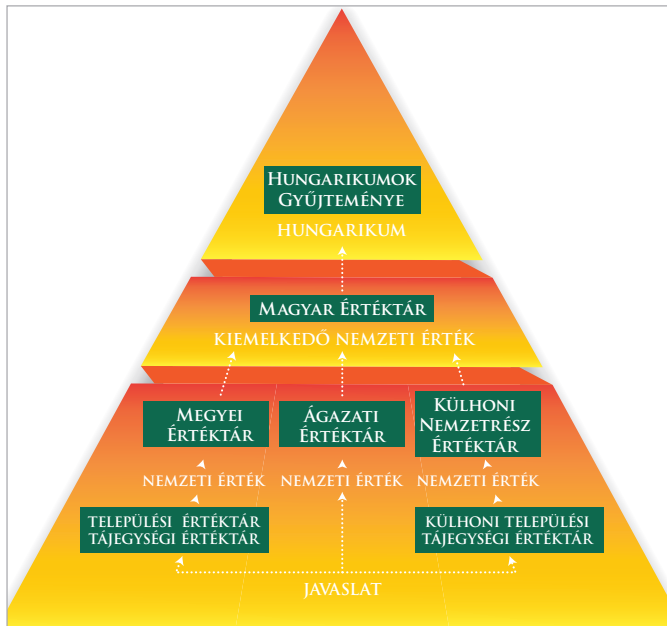 HUNGARIKUMOK
GYŰJTEMÉNYE
HUNGARIKUM
MAGYAR ÉRTÉKTÁR
KIEMELKEDŐ NEMZETI ÉRTÉK
MEGYEI
ÉRTÉKTÁR
ÁGAZATI
ÉRTÉKTÁR
KÜLHONI
NEMZETRÉSZ
ÉRTÉKTÁR
NEMZETI ÉRTÉK
NEMZETI ÉRTÉK
NEMZETI ÉRTÉK
TELEPÜLÉSI ÉRTÉKTÁR
TÁJEGYSÉGI ÉRTÉKTÁR
KÜLHONI TELEPÜLÉSI
TÁJEGYSÉGI ÉRTÉKTÁR
JAVASLAT